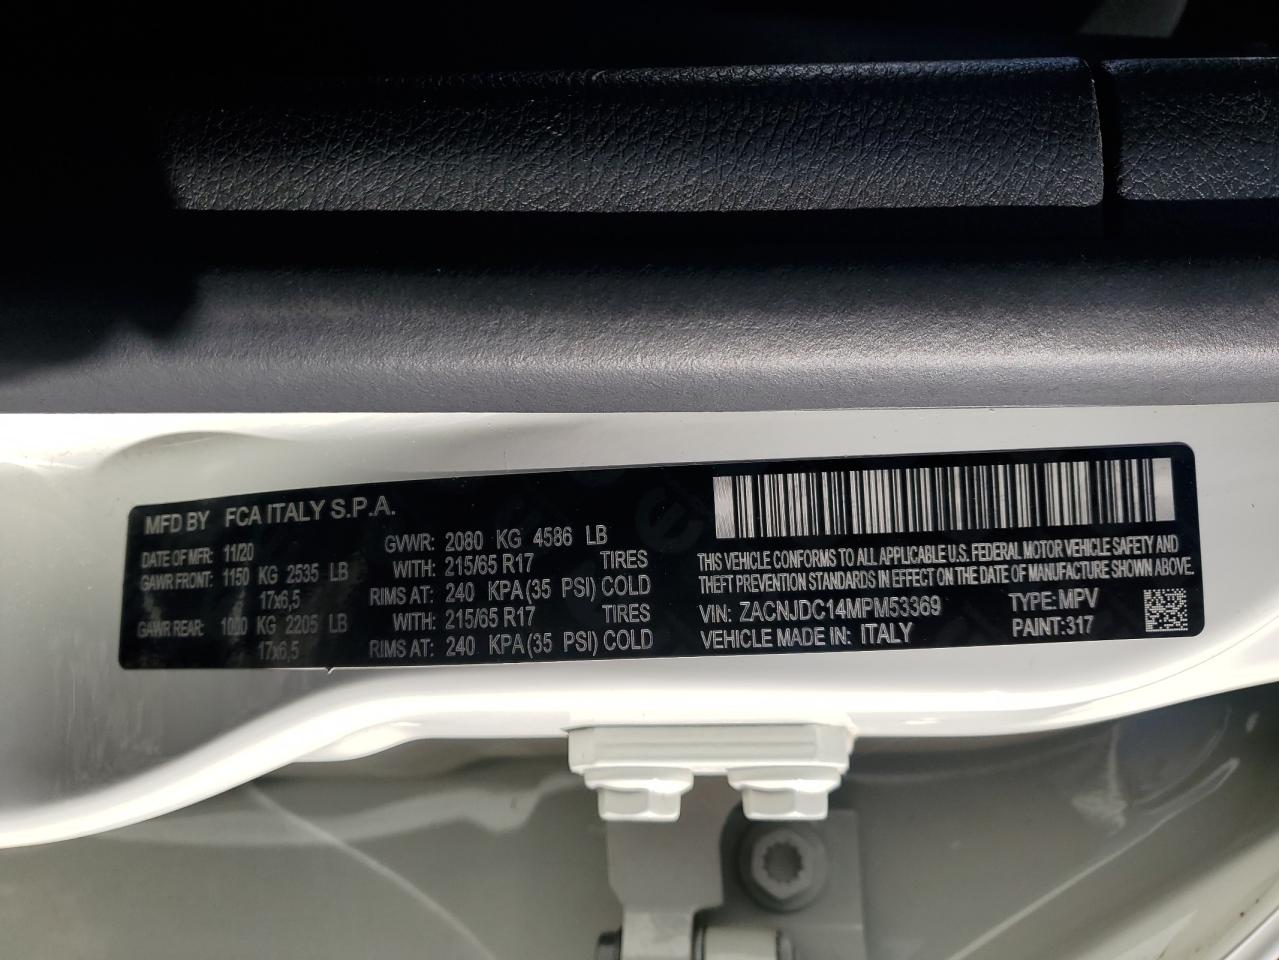 MFD BY FCA ITALY S.P.A.
DATE OF MFR: 11/20 GVWR: 2080 KG 4586 LB
GAWR FRONT: 1150 KG 2535 LB WITH: 215/65 R17 TIRES
17x6,5 RIMS AT: 240 KPA(35 PSI) COLD
GAWR REAR: 1000 KG 2205 LB WITH: 215/65 R17 TIRES
17x6,5 RIMS AT: 240 KPA(35 PSI) COLD
THIS VEHICLE CONFORMS TO ALL APPLICABLE U.S. FEDERAL MOTOR VEHICLE SAFETY AND
THEFT PREVENTION STANDARDS IN EFFECT ON THE DATE OF MANUFACTURE SHOWN ABOVE.
VIN: ZACNJDC14MPM53369 TYPE: MPV
VEHICLE MADE IN: ITALY PAINT: 317